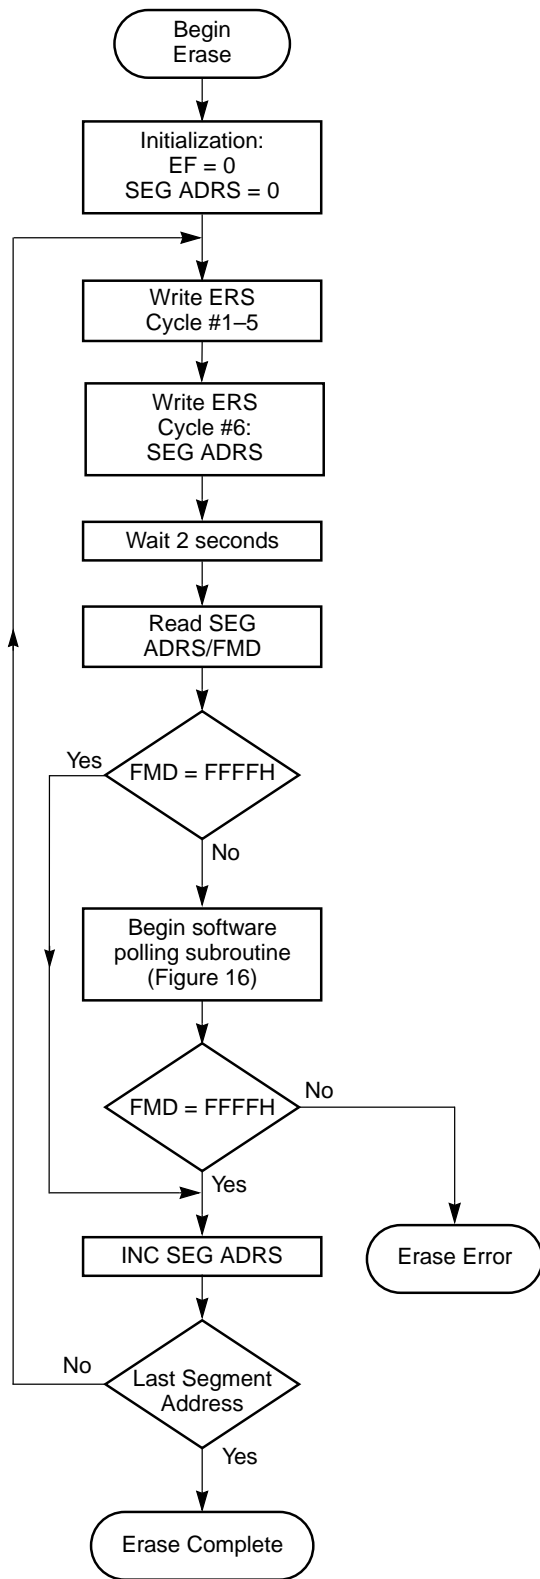 Begin
Erase
Initialization:
EF = 0
SEG ADRS = 0
Write ERS
Cycle #1–5
Write ERS
Cycle #6:
SEG ADRS
Wait 2 seconds
Read SEG
ADRS/FMD
Yes
FMD = FFFFH
No
Begin software
polling subroutine
(Figure 16)
FMD = FFFFH
No
Yes
INC SEG ADRS
Erase Error
No
Last Segment
Address
Yes
Erase Complete